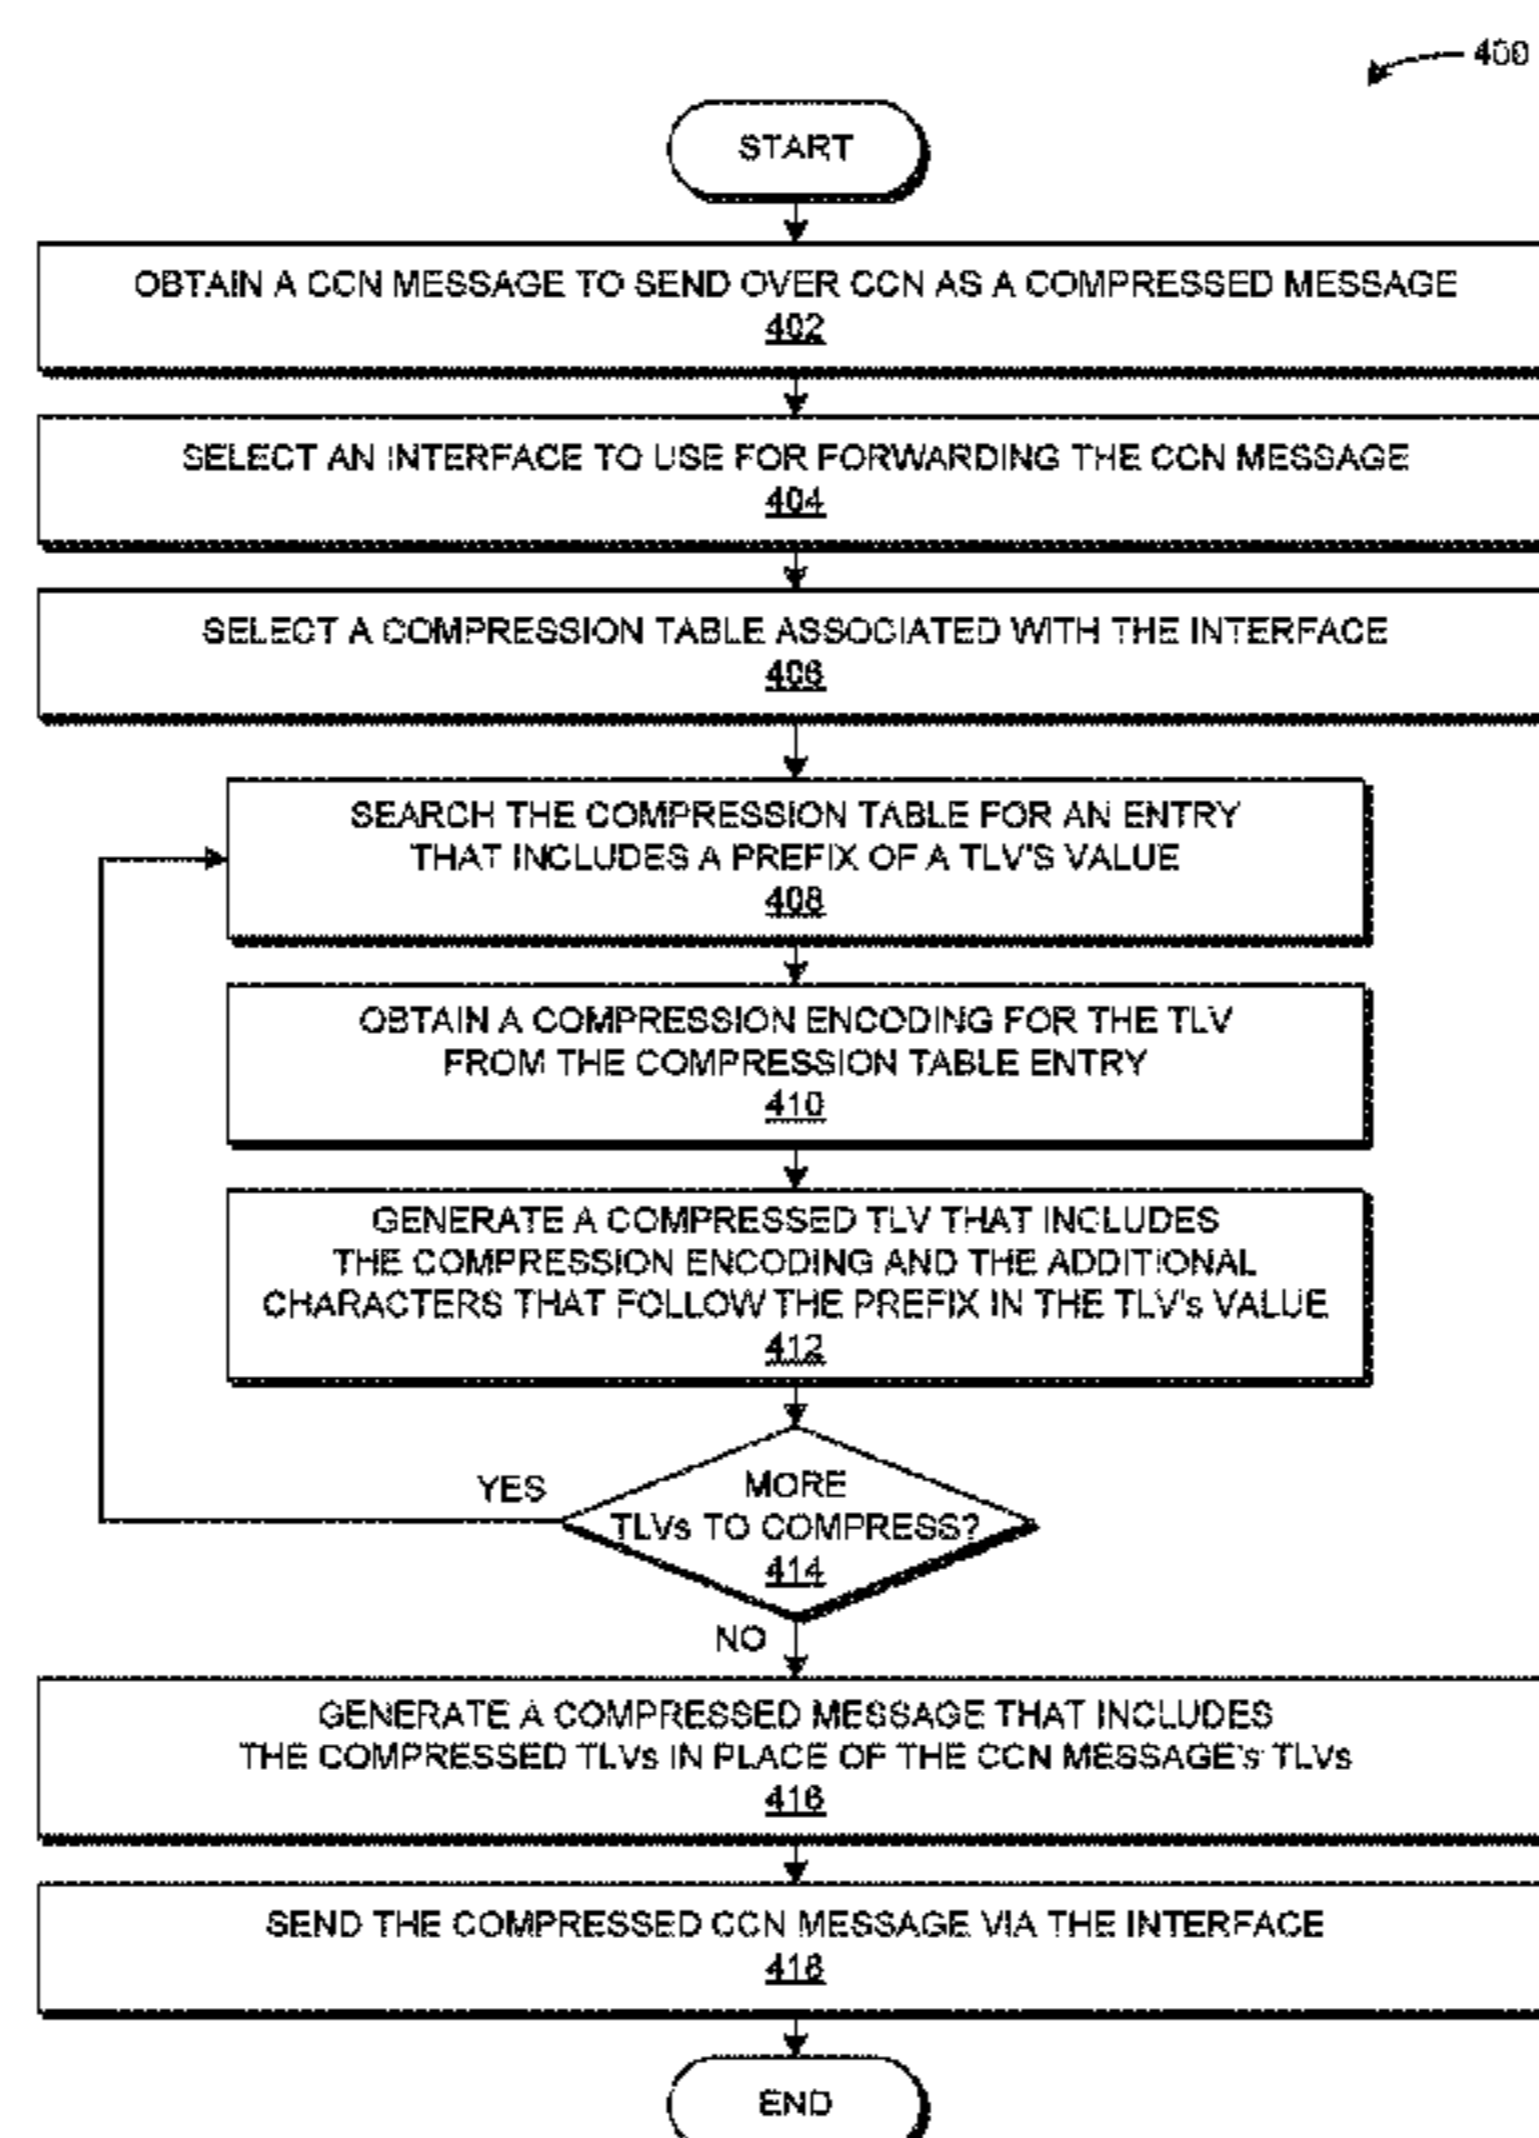 400
START
OBTAIN A CCN MESSAGE TO SEND OVER CCN AS A COMPRESSED MESSAGE
402
SELECT AN INTERFACE TO USE FOR FORWARDING THE CCN MESSAGE
404
SELECT A COMPRESSION TABLE ASSOCIATED WITH THE INTERFACE
406
SEARCH THE COMPRESSION TABLE FOR AN ENTRY
THAT INCLUDES A PREFIX OF A TLV'S VALUE
408
OBTAIN A COMPRESSION ENCODING FOR THE TLV
FROM THE COMPRESSION TABLE ENTRY
410
GENERATE A COMPRESSED TLV THAT INCLUDES
THE COMPRESSION ENCODING AND THE ADDITIONAL
CHARACTERS THAT FOLLOW THE PREFIX IN THE TLV's VALUE
412
YES
MORE
TLVs TO COMPRESS?
414
NO
GENERATE A COMPRESSED MESSAGE THAT INCLUDES
THE COMPRESSED TLVs IN PLACE OF THE CCN MESSAGE's TLVs
416
SEND THE COMPRESSED CCN MESSAGE VIA THE INTERFACE
418
END